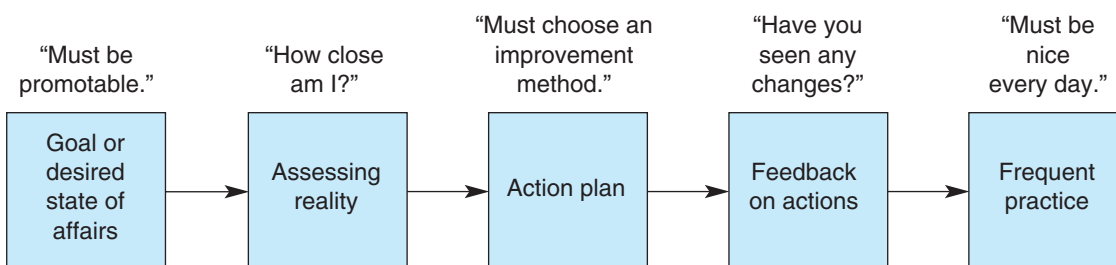 “Must be
promotable.”
“How close
am I?”
“Must choose an
improvement
method.”
“Have you
seen any
changes?”
“Must be
nice
every day.”
Goal or
desired
state of
affairs
Assessing
reality
Action plan
Feedback
on actions
Frequent
practice